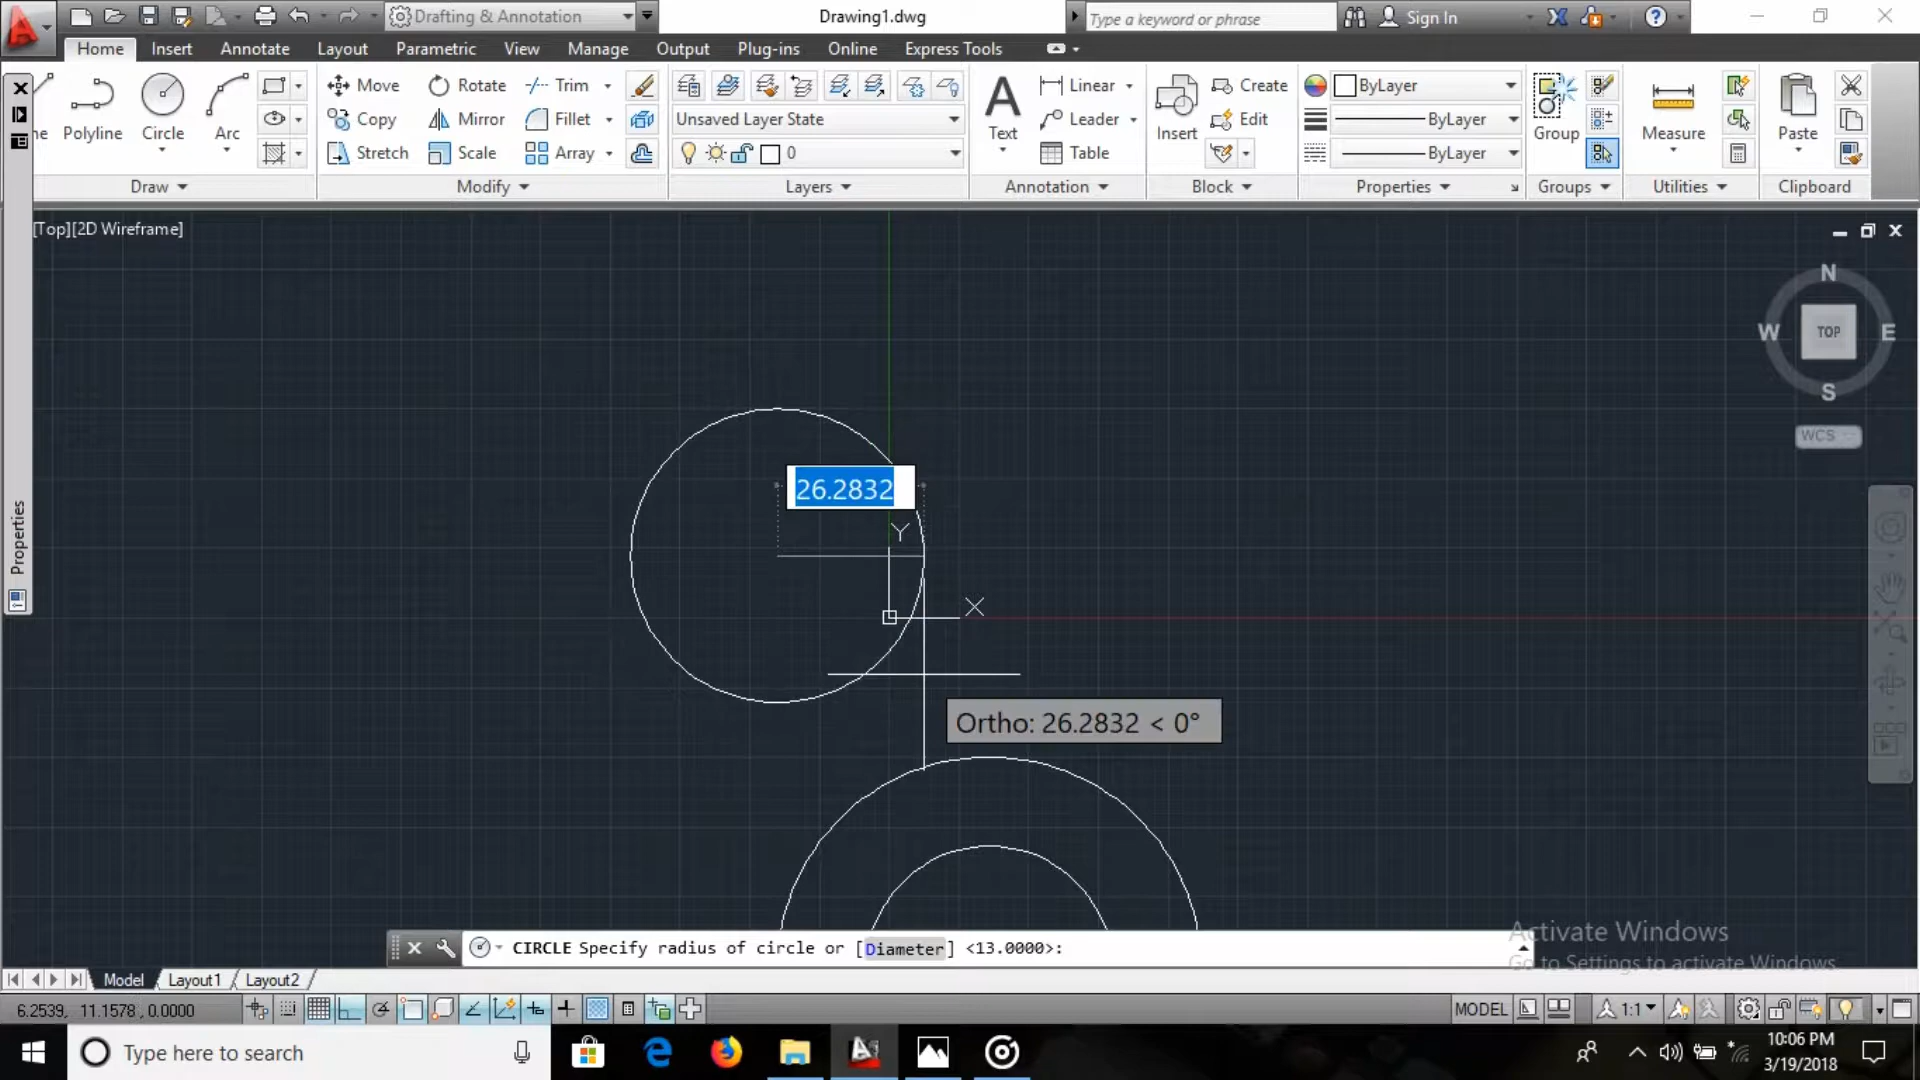 Drafting & Annotation
Drawing1.dwg
Type a keyword or phrase
Sign In
Home Insert Annotate Layout Parametric View Manage Output Plug-ins Online Express Tools
Polyline Circle Arc
Draw
Move Rotate Trim
Copy Mirror Fillet
Stretch Scale Array
Modify
Unsaved Layer State
0
Layers
Text
Linear
Leader
Table
Annotation
Insert
Create
Edit
Block
ByLayer
ByLayer
ByLayer
Properties
Group
Groups
Measure
Utilities
Paste
Clipboard
Properties
[Top][2D Wireframe]
N
W TOP E
S
WCS
26.2832
Y
X
Ortho: 26.2832 < 0°
CIRCLE Specify radius of circle or [Diameter] <13.0000>:
Activate Windows
Go to Settings to activate Windows.
Model Layout1 Layout2
6.2539, 11.1578 , 0.0000
MODEL
1:1
Type here to search
10:06 PM
3/19/2018